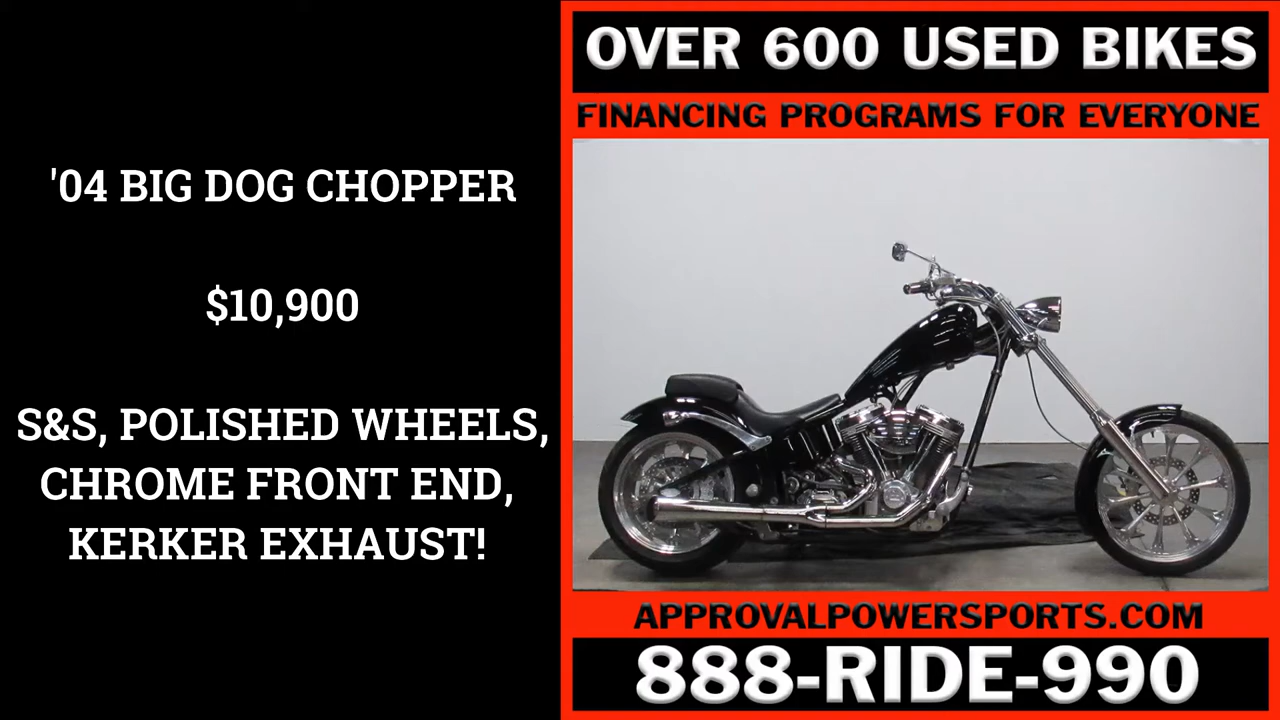 '04 BIG DOG CHOPPER
$10,900
S&S, POLISHED WHEELS,
CHROME FRONT END,
KERKER EXHAUST!
OVER 600 USED BIKES
FINANCING PROGRAMS FOR EVERYONE
APPROVALPOWERSPORTS.COM
888-RIDE-990